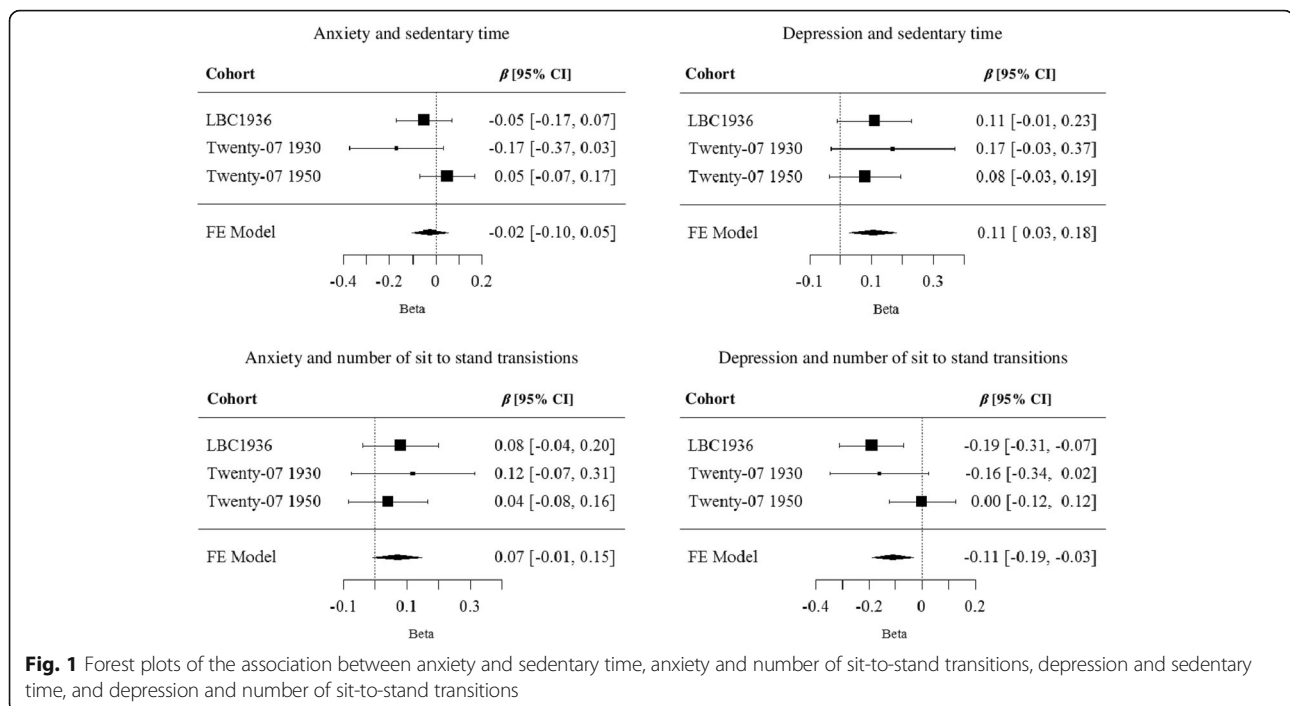 Anxiety and sedentary time
Cohort β [95% CI]
LBC1936 -0.05 [-0.17, 0.07]
Twenty-07 1930 -0.17 [-0.37, 0.03]
Twenty-07 1950 0.05 [-0.07, 0.17]
FE Model -0.02 [-0.10, 0.05]
-0.4 -0.2 0 0.2
Beta
Depression and sedentary time
Cohort β [95% CI]
LBC1936 0.11 [-0.01, 0.23]
Twenty-07 1930 0.17 [-0.03, 0.37]
Twenty-07 1950 0.08 [-0.03, 0.19]
FE Model 0.11 [ 0.03, 0.18]
-0.1 0.1 0.3
Beta
Anxiety and number of sit to stand transistions
Cohort β [95% CI]
LBC1936 0.08 [-0.04, 0.20]
Twenty-07 1930 0.12 [-0.07, 0.31]
Twenty-07 1950 0.04 [-0.08, 0.16]
FE Model 0.07 [-0.01, 0.15]
-0.1 0.1 0.3
Beta
Depression and number of sit to stand transitions
Cohort β [95% CI]
LBC1936 -0.19 [-0.31, -0.07]
Twenty-07 1930 -0.16 [-0.34, 0.02]
Twenty-07 1950 0.00 [-0.12, 0.12]
FE Model -0.11 [-0.19, -0.03]
-0.4 -0.2 0 0.2
Beta
Fig. 1 Forest plots of the association between anxiety and sedentary time, anxiety and number of sit-to-stand transitions, depression and sedentary
time, and depression and number of sit-to-stand transitions